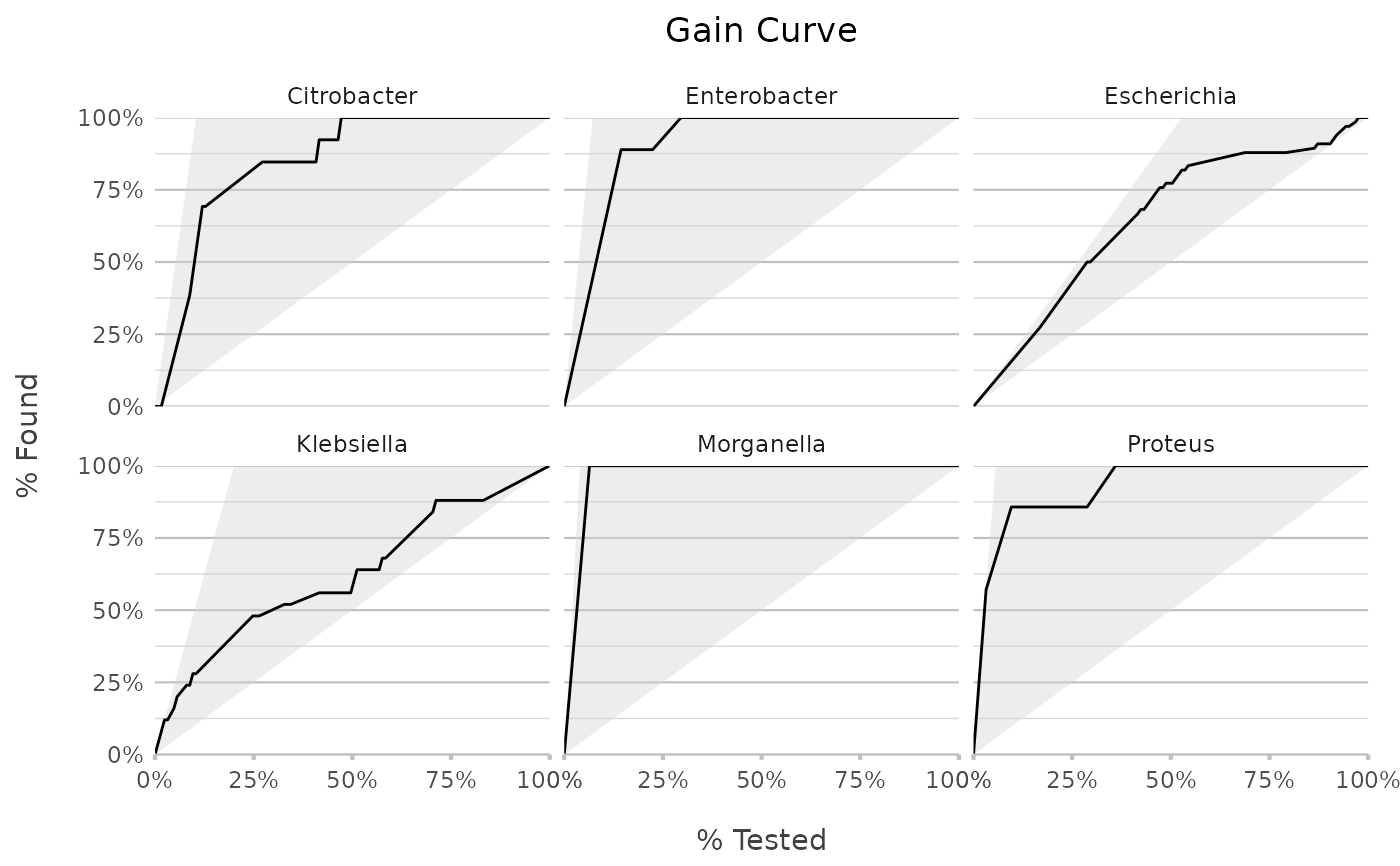 Gain Curve
Citrobacter Enterobacter Escherichia
100%
75%
50%
25%
0%
% Found
Klebsiella Morganella Proteus
100%
75%
50%
25%
0%
0% 25% 50% 75% 100% 0% 25% 50% 75% 100% 0% 25% 50% 75% 100%
% Tested